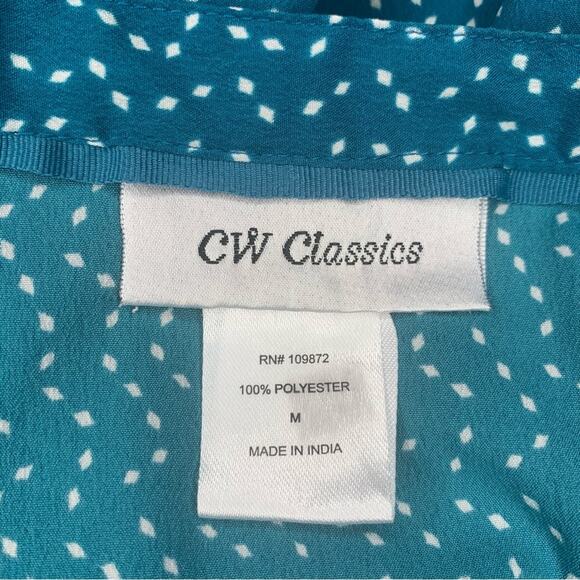 CW Classics
RN# 109872
100% POLYESTER
M
MADE IN INDIA